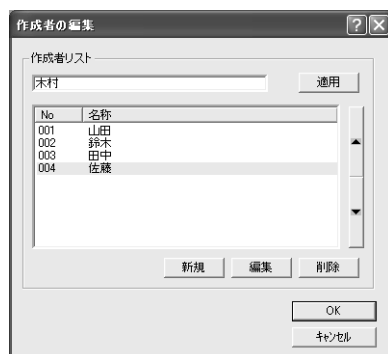 作成者の編集
作成者リスト
木村
適用
No 名称
001 山田
002 鈴木
003 田中
004 佐藤
新規 編集 削除
OK
キャンセル